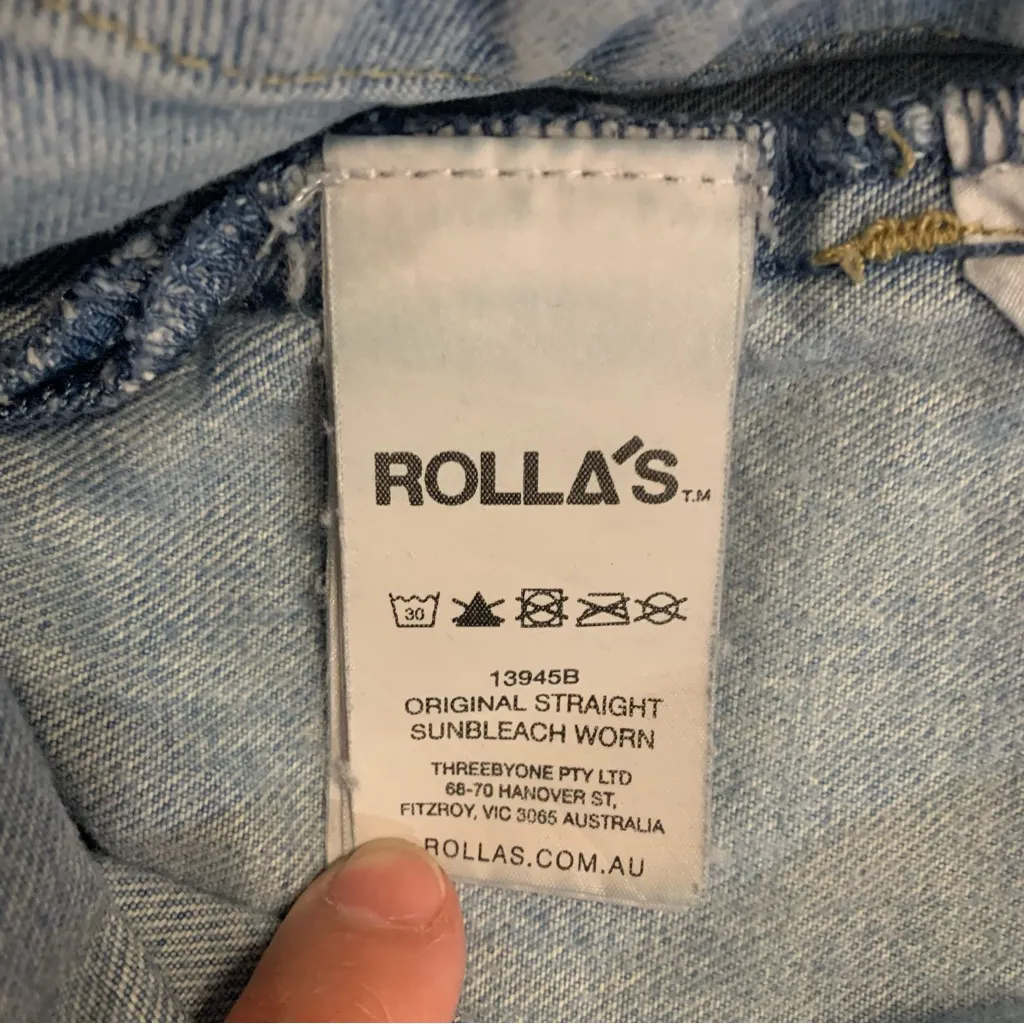 ROLLA'S T.M
30
13945B
ORIGINAL STRAIGHT
SUNBLEACH WORN
THREEBYONE PTY LTD
68-70 HANOVER ST,
FITZROY, VIC 3065 AUSTRALIA
ROLLAS.COM.AU